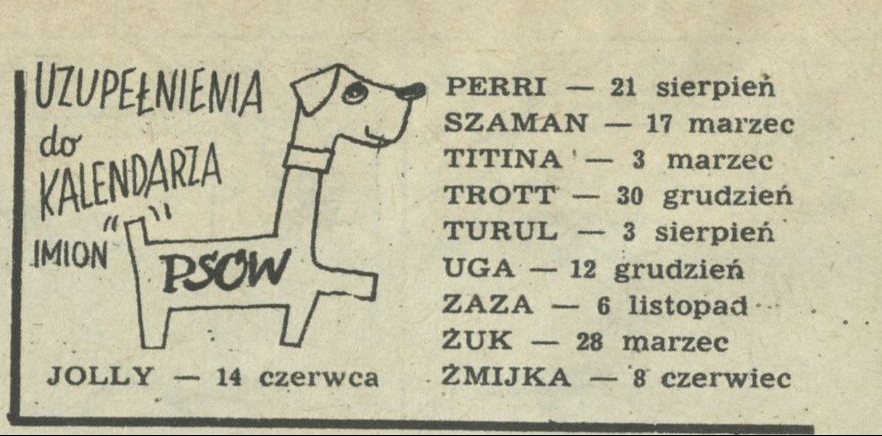 UZUPEŁNIENIA
do
KALENDARZA
IMION
PSÓW
JOLLY — 14 czerwca
PERRI — 21 sierpień
SZAMAN — 17 marzec
TITINA — 3 marzec
TROTT — 30 grudzień
TURUL — 3 sierpień
UGA — 12 grudzień
ZAZA — 6 listopad
ŻUK — 28 marzec
ŻMIJKA — 8 czerwiec